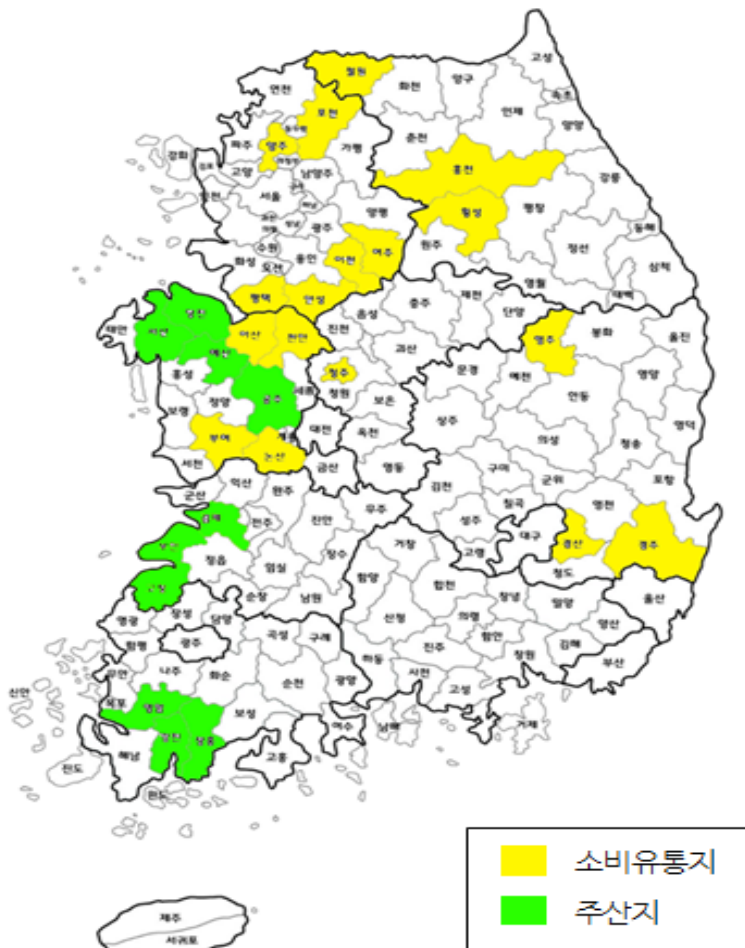 고성
철원
화천
양구
연천
속초
인제
포천
양양
동두천
춘천
파주
양주
가평
강화
의정부
홍천
고양
남양주
강릉
서울
양평
횡성
평창
하남
광주
동해
정선
수원
이천
여주
원주
화성
오산
용인
삼척
영월
태백
평택
안성
제천
충주
음성
단양
당진
태안
서산
아산
천안
진천
봉화
울진
영주
예산
괴산
홍성
청주
문경
예천
영양
세종
청원
안동
공주
보은
청양
보령
상주
영덕
대전
옥천
부여
계룡
의성
청송
논산
서천
금산
영동
구미
군위
포항
익산
완주
김천
군산
칠곡
영천
무주
김제
전주
진안
성주
대구
경산
경주
부안
거창
고령
정읍
장수
청도
임실
함양
합천
고창
창녕
울산
순창
남원
밀양
장성
담양
산청
의령
영광
양산
곡성
구례
함안
함평
광주
진주
김해
창원
하동
부산
무안
나주
화순
사천
순천
광양
목포
신안
영암
고성
보성
여수
남해
거제
강진
장흥
해남
고흥
진도
완도
소비유통지
주산지
제주
서귀포